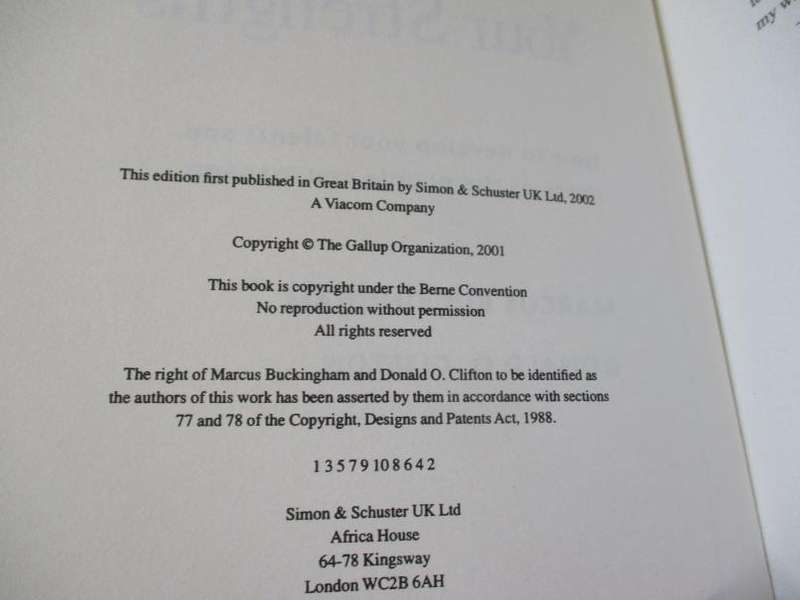 Your Strengths
my w
This edition first published in Great Britain by Simon & Schuster UK Ltd, 2002
A Viacom Company
Copyright © The Gallup Organization, 2001
This book is copyright under the Berne Convention
No reproduction without permission
All rights reserved
The right of Marcus Buckingham and Donald O. Clifton to be identified as
the authors of this work has been asserted by them in accordance with sections
77 and 78 of the Copyright, Designs and Patents Act, 1988.
1 3 5 7 9 10 8 6 4 2
Simon & Schuster UK Ltd
Africa House
64-78 Kingsway
London WC2B 6AH